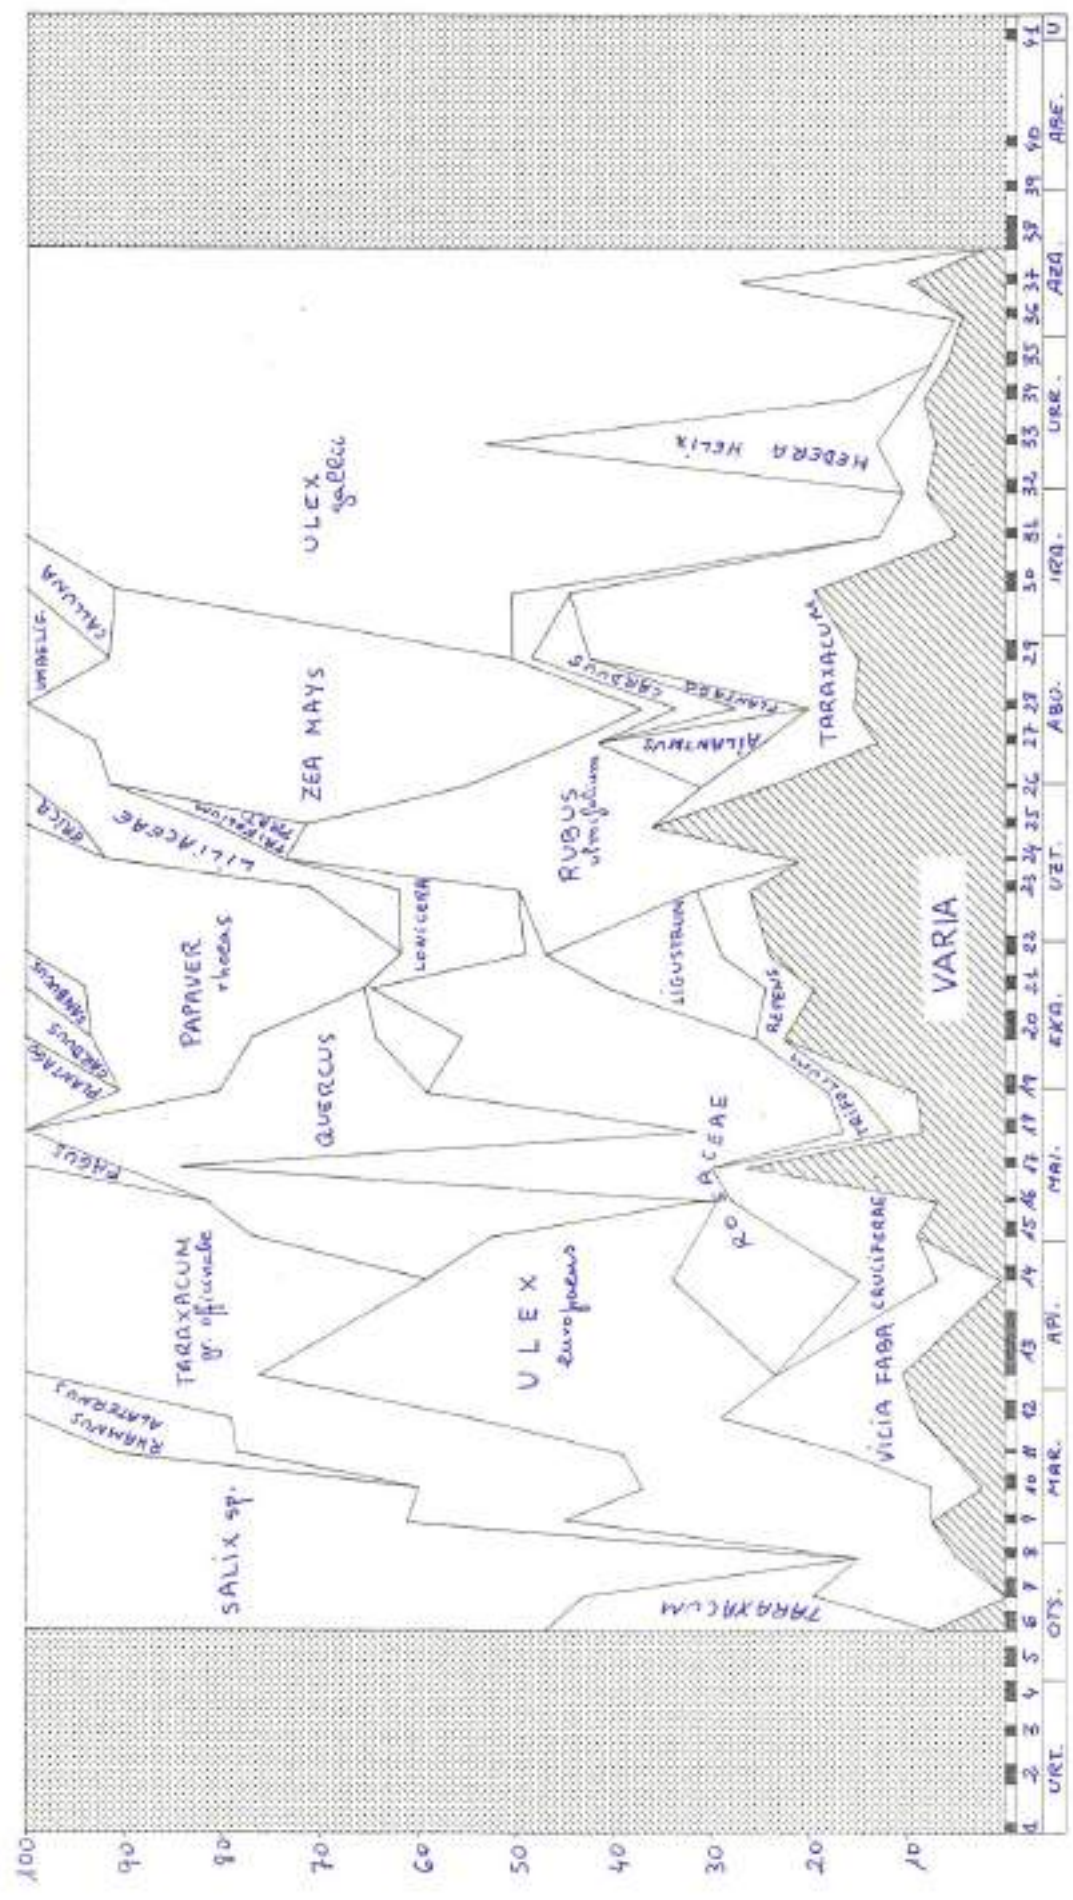 100
90
80
70
60
50
40
30
20
10
SALIX sp.
RHAMNUS
ALATERNUS
TARAXACUM
gr. officinale
FAGUS
PLANTAGO
CARDUUS
SAMBUCUS
PAPAVER
rhoeas
ERICA
LILIACEAE
TRIFOLIUM
PRAT.
UMBELIF.
CALLUNA
ZEA MAYS
ULEX
gallii
QUERCUS
LONICERA
ULEX
europaeus
ROSACEAE
RUBUS
ulmifolium
AILANTHUS
CARDUUS
PLANTAGO
HEDERA HELIX
TARAXACUM
VICIA FABA
CRUCIFERAE
TRIFOLIUM
REPENS
LIGUSTRUM
TARAXACUM
VARIA
1 2 3 4 5 6 7 8 9 10 11 12 13 14 15 16 17 18 19 20 21 22 23 24 25 26 27 28 29 30 31 32 33 34 35 36 37 38 39 40 41
URT. OTS. MAR. API. MAI. EKA. UZT. ABU. IRA. URR. AZA. ABE. U